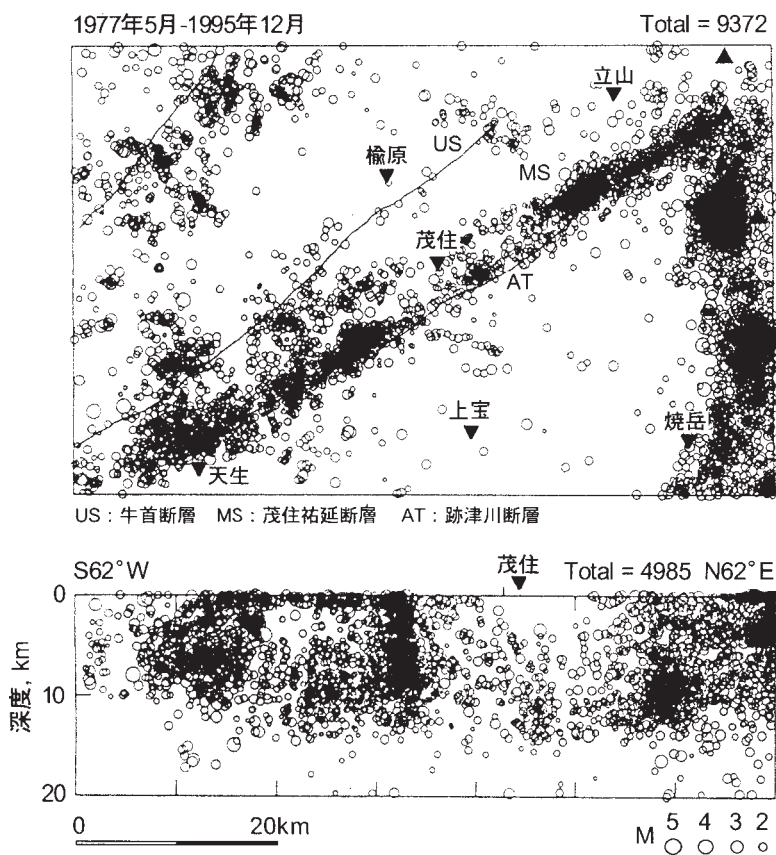 1977年5月-1995年12月 Total = 9372
立山
US
楡原
MS
茂住
AT
上宝
焼岳
天生
US：牛首断層 MS：茂住祐延断層 AT：跡津川断層
S62°W 茂住 Total = 4985 N62°E
0
深度, km
10
20
0 20km
M 5 4 3 2